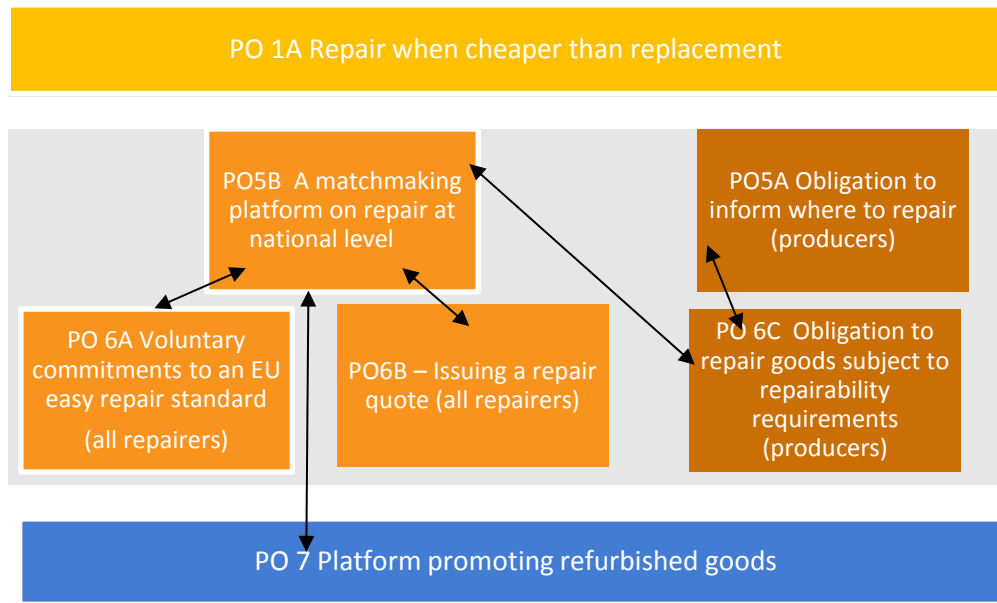 PO 1A Repair when cheaper than replacement
PO5B A matchmaking
platform on repair at
national level
PO5A Obligation to
inform where to repair
(producers)
PO 6A Voluntary
commitments to an EU
easy repair standard
(all repairers)
PO6B – Issuing a repair
quote (all repairers)
PO 6C Obligation to
repair goods subject to
repairability
requirements
(producers)
PO 7 Platform promoting refurbished goods